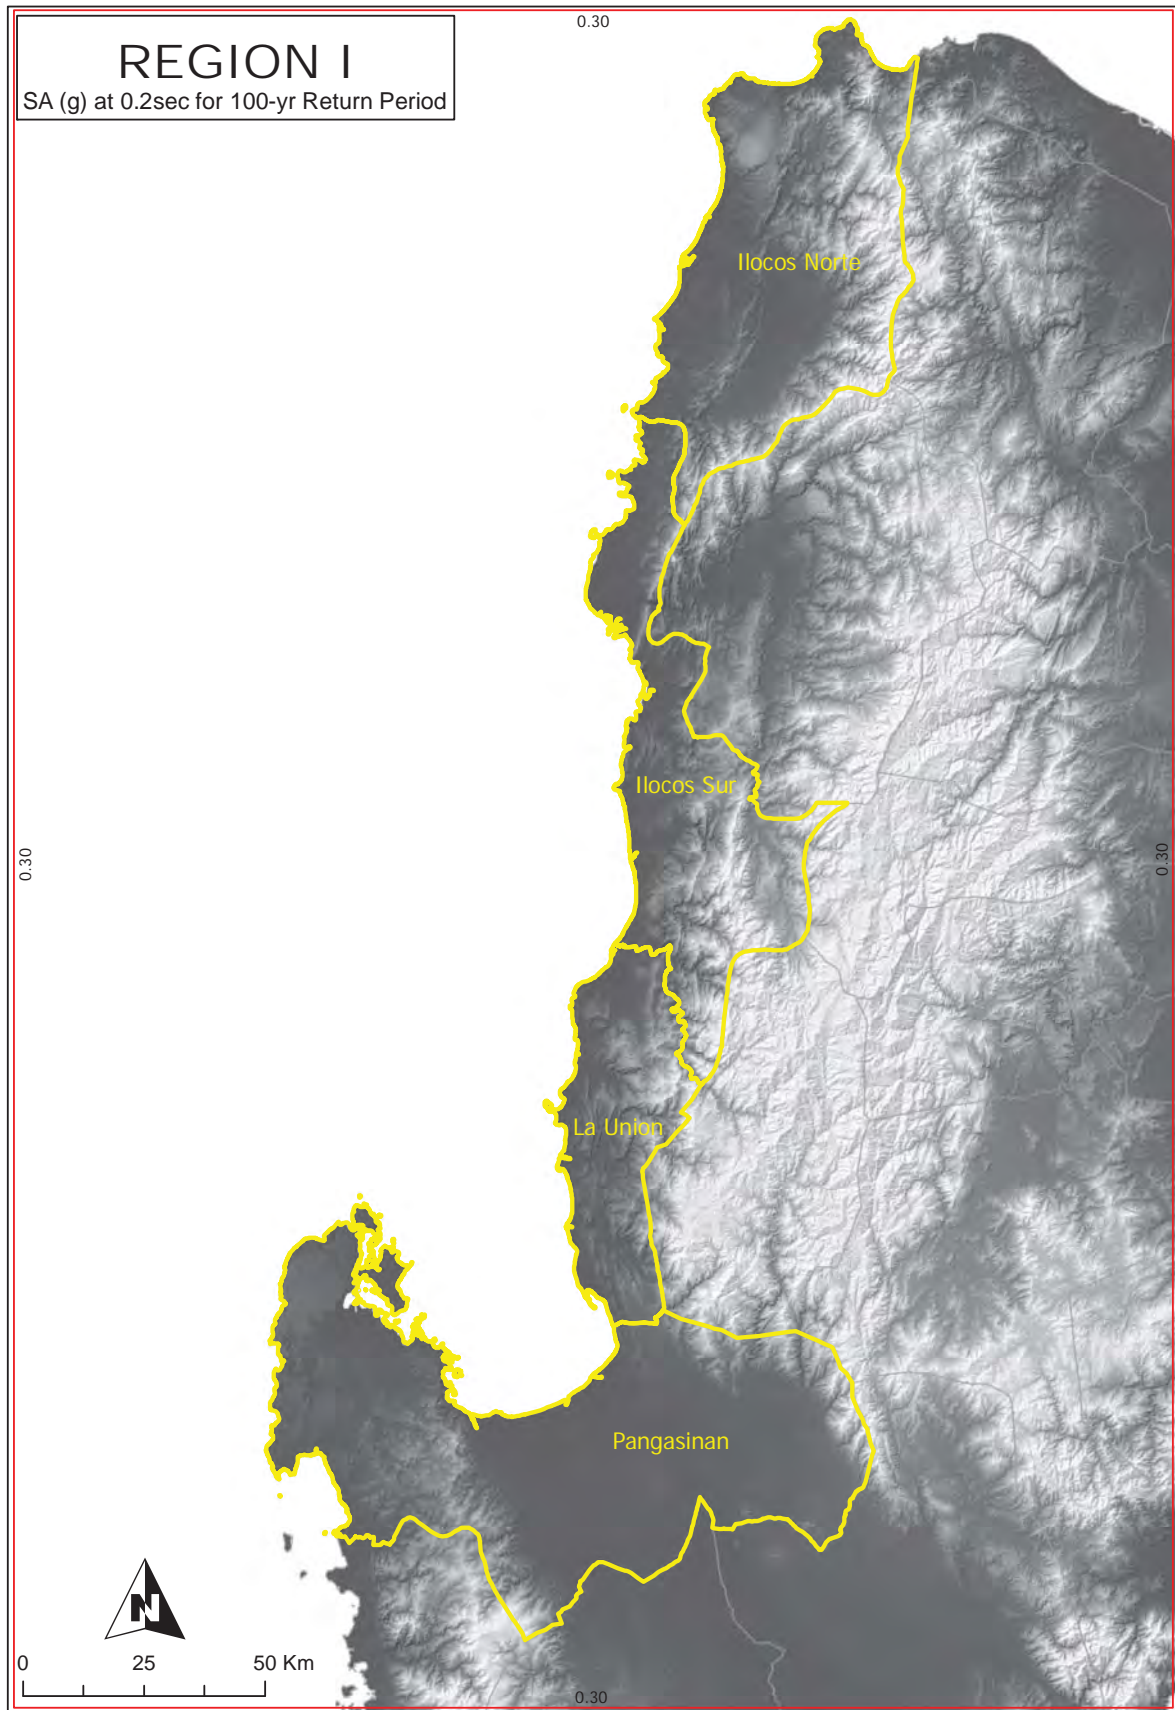 0.30
REGION I
SA (g) at 0.2sec for 100-yr Return Period
Ilocos Norte
Ilocos Sur
0.30
0.30
La Union
Pangasinan
N
0 25 50 Km
0.30